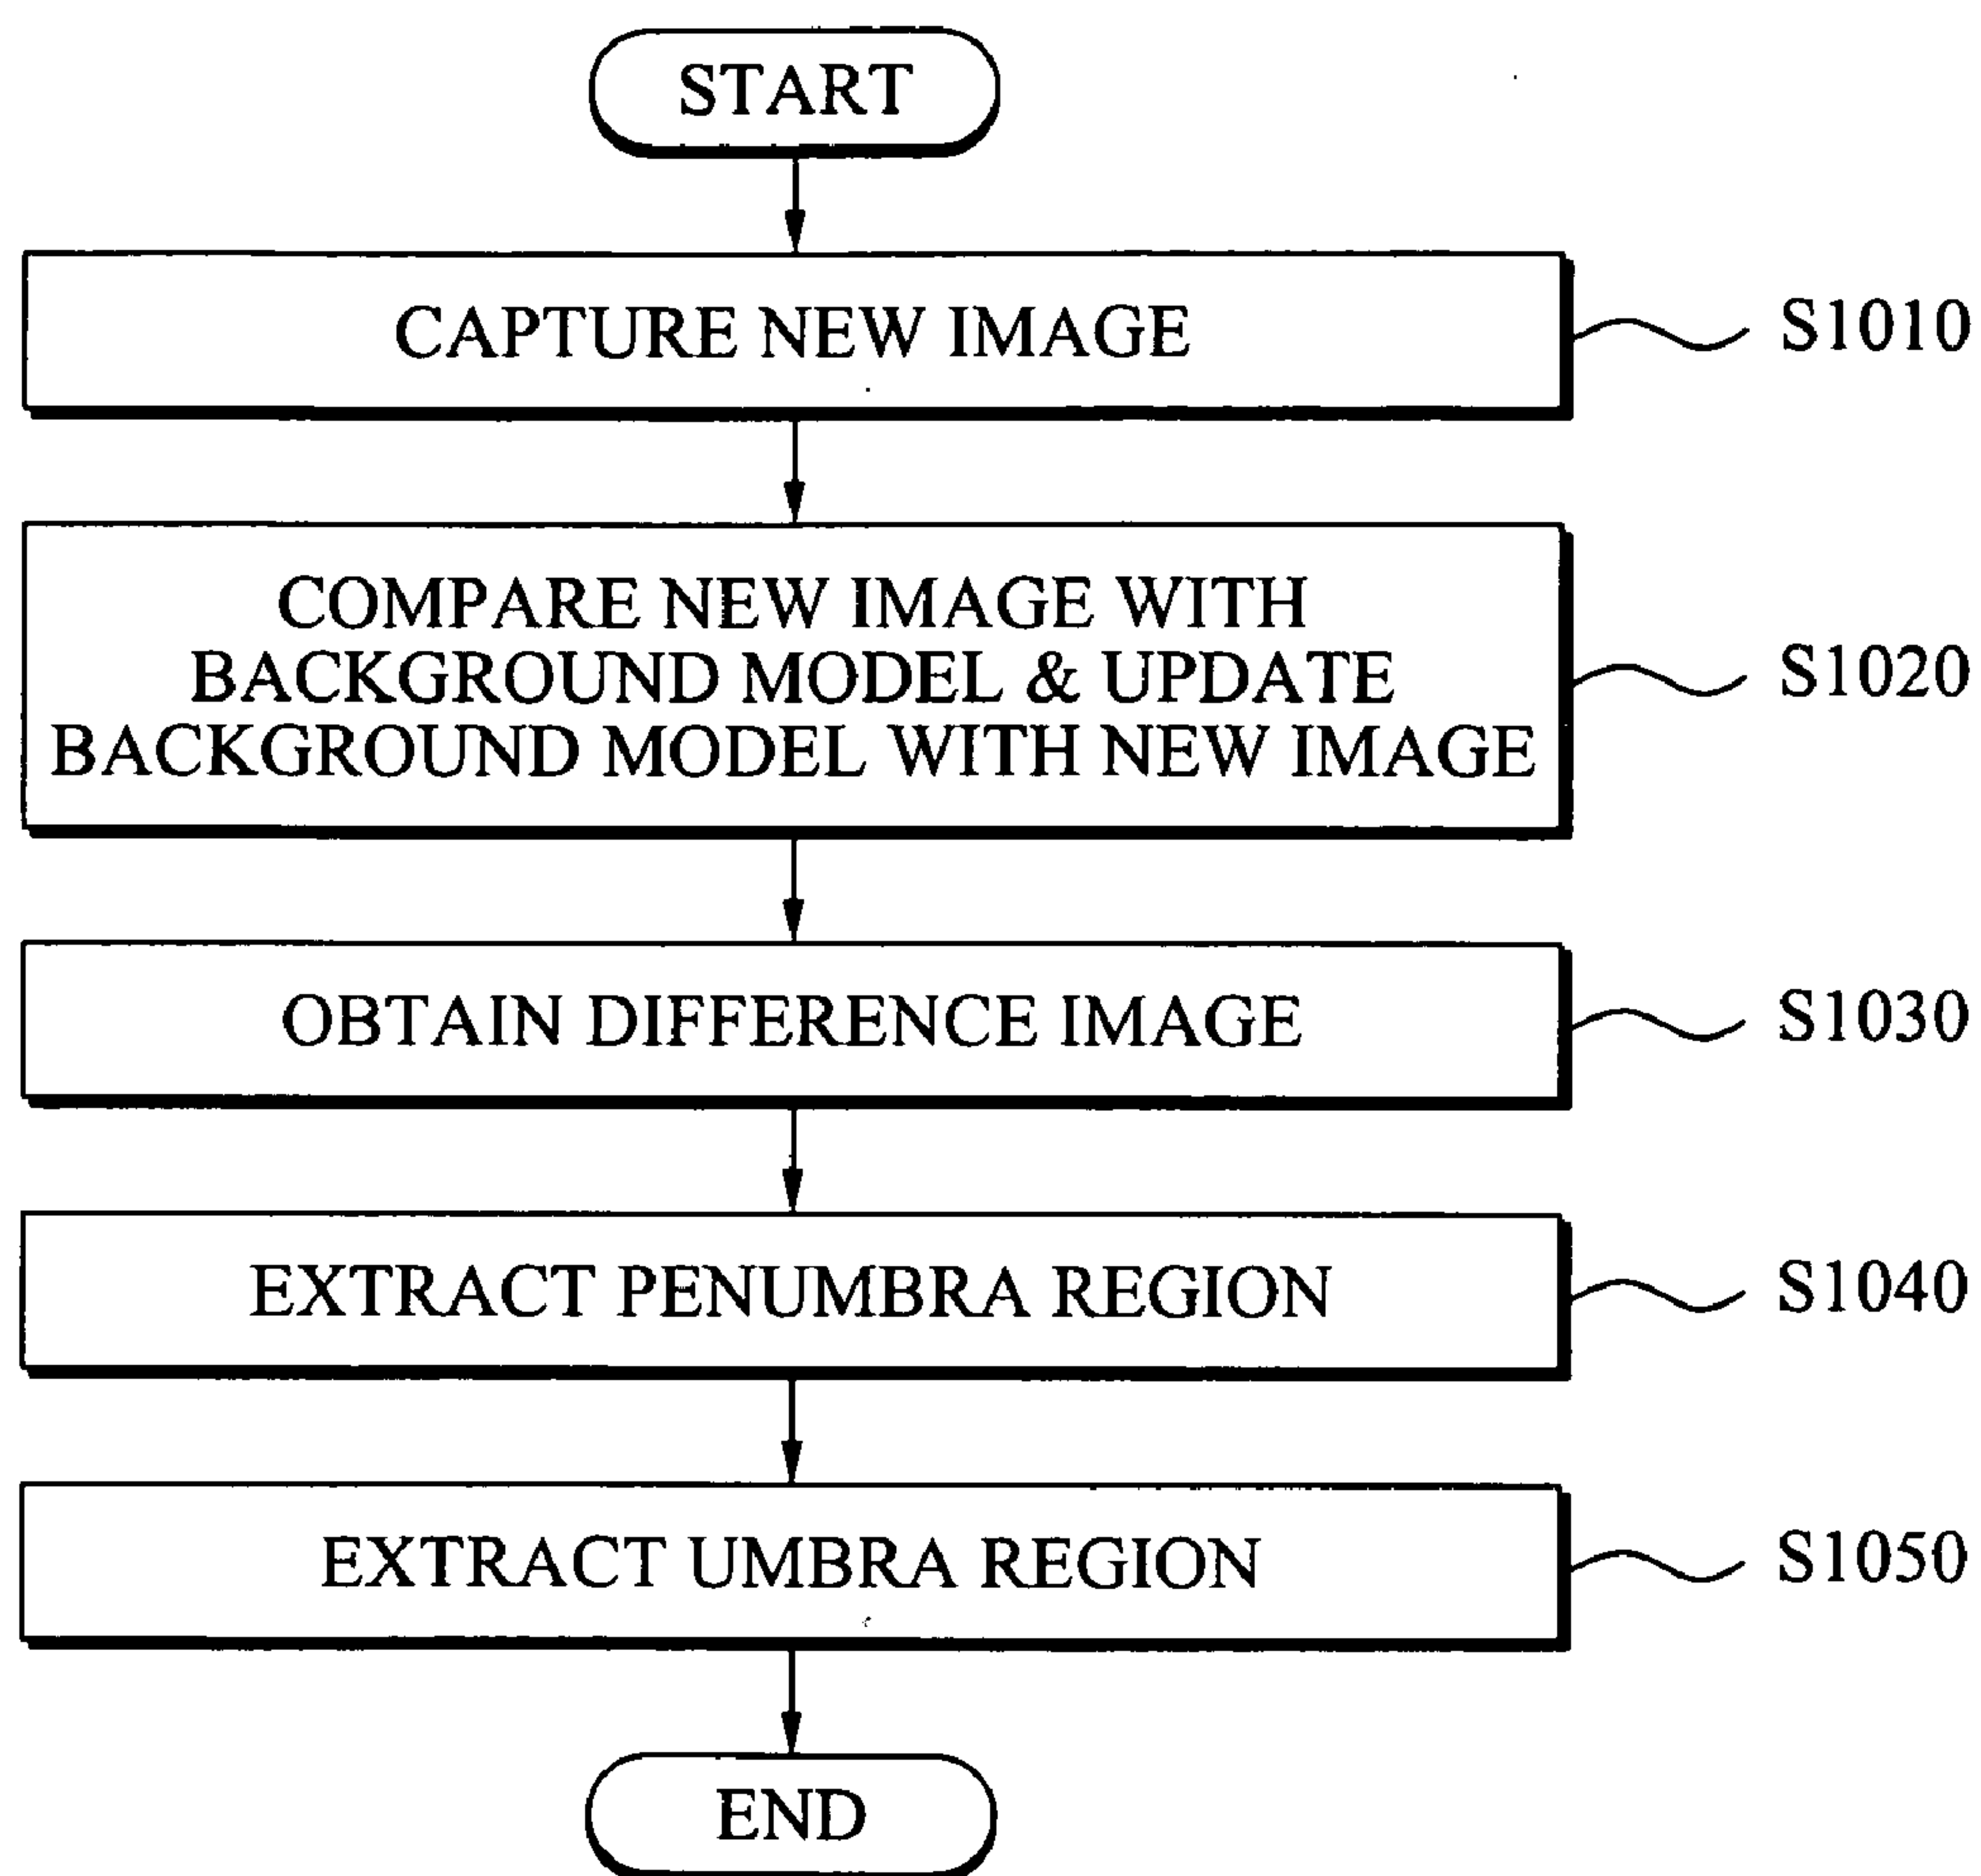 START
CAPTURE NEW IMAGE
S1010
COMPARE NEW IMAGE WITH
BACKGROUND MODEL & UPDATE
BACKGROUND MODEL WITH NEW IMAGE
S1020
OBTAIN DIFFERENCE IMAGE
S1030
EXTRACT PENUMBRA REGION
S1040
EXTRACT UMBRA REGION
S1050
END